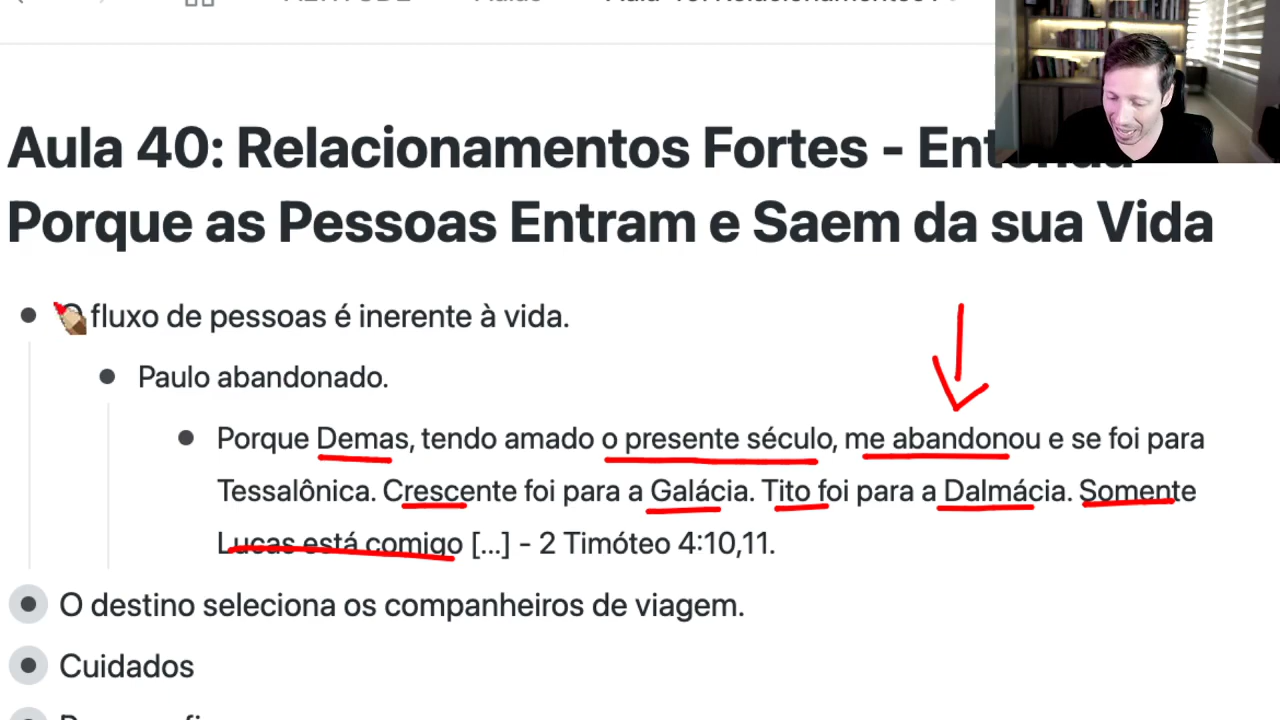 Aula 40: Relacionamentos Fortes - Entenda
Porque as Pessoas Entram e Saem da sua Vida
O fluxo de pessoas é inerente à vida.
Paulo abandonado.
Porque Demas, tendo amado o presente século, me abandonou e se foi para
Tessalônica. Crescente foi para a Galácia. Tito foi para a Dalmácia. Somente
Lucas está comigo [...] - 2 Timóteo 4:10,11.
O destino seleciona os companheiros de viagem.
Cuidados